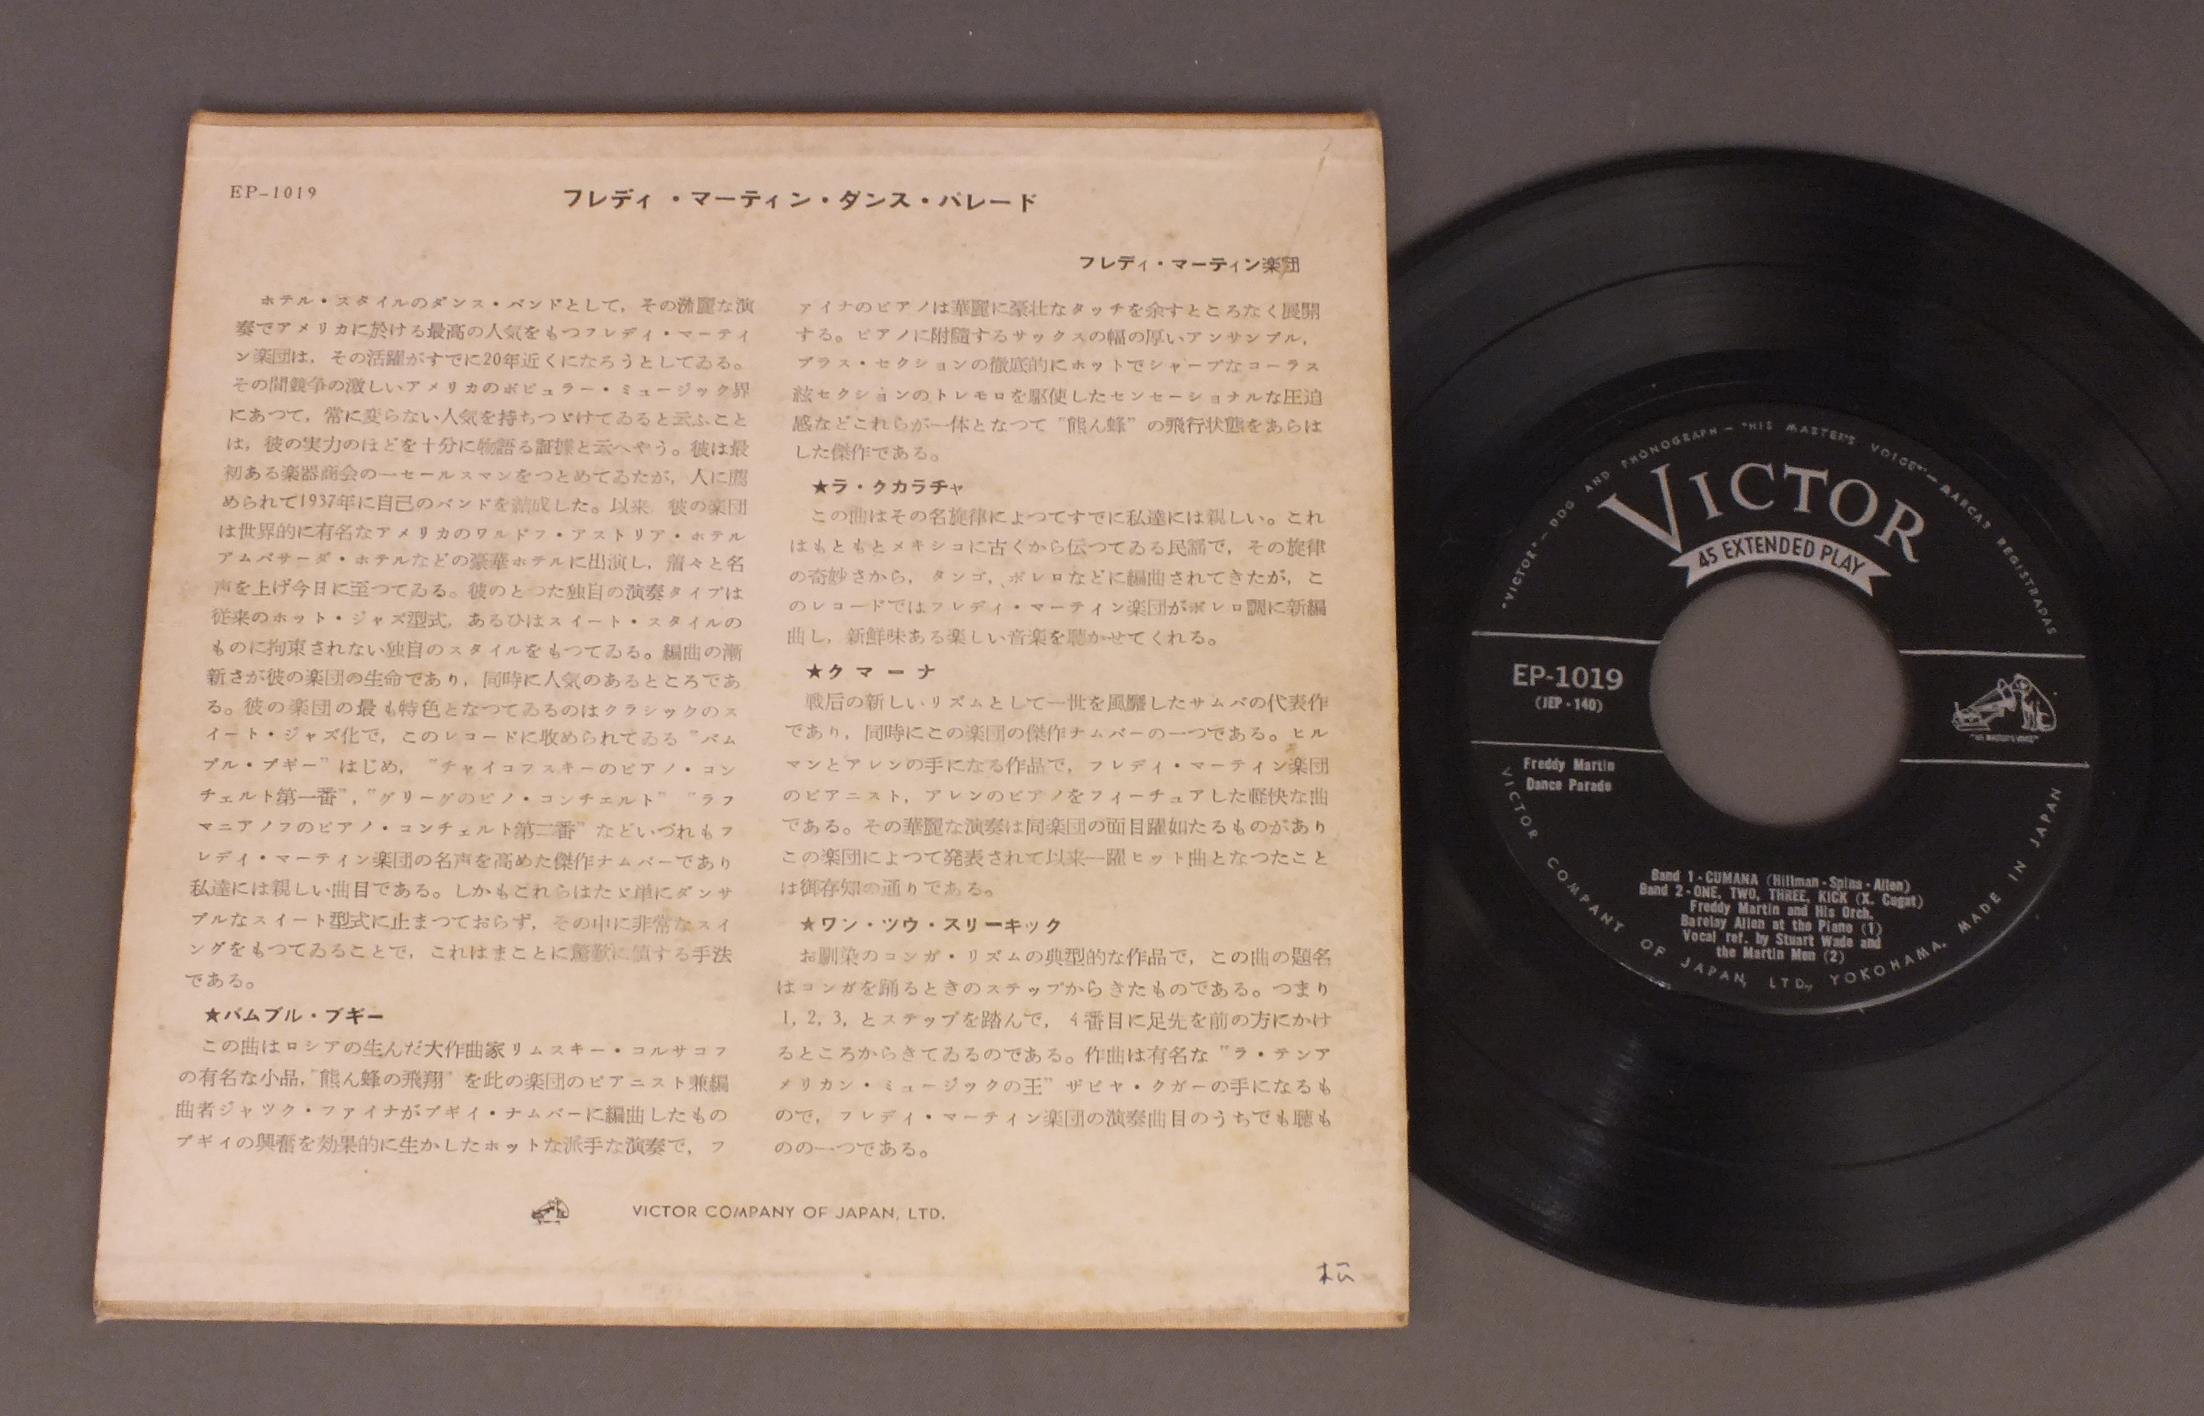 EP-1019
フレディ・マーティン・ダンス・パレード
フレディ・マーティン楽団
ホテル・スタイルのダンス・バンドとして，その流麗な演
奏でアメリカに於ける最高の人気をもつフレディ・マーティ
ン楽団は，その活躍がすでに20年近くになろうとしてゐる。
その間競争の激しいアメリカのポピュラー・ミュージック界
にあつて，常に変らない人気を持ちつゞけてゐると云ふこと
は，彼の実力のほどを十分に物語る証據と云へやう。彼は最
初ある楽器商会の一セールスマンをつとめてゐたが，人に薦
められて1937年に自己のバンドを結成した。以来，彼の楽団
は世界的に有名なアメリカのワルドフ・アストリア・ホテル
アムバサーダ・ホテルなどの豪華ホテルに出演し，着々と名
声を上げ今日に至つてゐる。彼のとつた独自の演奏タイプは
従来のホット・ジャズ型式，あるひはスイート・スタイルの
ものに拘束されない独自のスタイルをもつてゐる。編曲の漸
新さが彼の楽団の生命であり，同時に人気のあるところであ
る。彼の楽団の最も特色となつてゐるのはクラシックのス
イート・ジャズ化で，このレコードに收められてゐる "バム
ブル・ブギー" はじめ， "チャイコフスキーのピアノ・コン
チェルト第一番"，"グリーグのピノ・コンチェルト" "ラフ
マニアノフのピアノ・コンチェルト第二番" などいづれもフ
レディ・マーティン楽団の名声を高めた傑作ナムバーであり
私達には親しい曲目である。しかもこれらはたゞ単にダンサ
ブルなスイート型式に止まつておらず，その中に非常なスイ
ングをもつてゐることで，これはまことに驚歎に値する手法
である。
★バムブル・ブギー
この曲はロシアの生んだ大作曲家リムスキー・コルサコフ
の有名な小品，"熊ん蜂の飛翔" を此の楽団のピアニスト兼編
曲者ジャツク・ファイナがブギイ・ナムバーに編曲したもの
ブギイの興奮を効果的に生かしたホットな派手な演奏で，フ
ァイナのピアノは華麗に豪壮なタッチを余すところなく展開
する。ピアノに附随するサックスの幅の厚いアンサンブル，
ブラス・セクションの徹底的にホットでシャープなコーラス
絃セクションのトレモロを駆使したセンセーショナルな圧迫
感などこれらが一体となつて "熊ん蜂" の飛行状態をあらは
した傑作である。
★ラ・クカラチャ
この曲はその名旋律によつてすでに私達には親しい。これ
はもともとメキシコに古くから伝つてゐる民謡で，その旋律
の奇妙さから，タンゴ，ボレロなどに編曲されてきたが，こ
のレコードではフレディ・マーティン楽団がボレロ調に新編
曲し，新鮮味ある楽しい音楽を聴かせてくれる。
★クマーナ
戦后の新しいリズムとして一世を風靡したサムバの代表作
であり，同時にこの楽団の傑作ナムバーの一つである。ヒル
マンとアレンの手になる作品で，フレディ・マーティン楽団
のピアニスト，アレンのピアノをフィーチュアした軽快な曲
である。その華麗な演奏は同楽団の面目躍如たるものがあり
この楽団によつて発表されて以来一躍ヒット曲となつたこと
は御存知の通りである。
★ワン・ツウ・スリーキック
お馴染のコンガ・リズムの典型的な作品で，この曲の題名
はコンガを踊るときのステップからきたものである。つまり
1, 2, 3, とステップを踏んで， 4番目に足先を前の方にかけ
るところからきてゐるのである。作曲は有名な "ラ・テンア
メリカン・ミュージックの王" ザビヤ・クガーの手になるも
ので，フレディ・マーティン楽団の演奏曲目のうちでも聴も
のの一つである。
VICTOR COMPANY OF JAPAN, LTD.
松
"VICTOR"—DOG AND PHONOGRAPH—"HIS MASTER'S VOICE"—MARCAS REGISTRADAS
VICTOR
45 EXTENDED PLAY
EP-1019
(JEP-140)
"HIS MASTER'S VOICE"
Freddy Martin
Dance Parade
Band 1 - CUMANA (Hillman-Spina-Allen)
Band 2 - ONE, TWO, THREE, KICK (X. Cugat)
Freddy Martin and His Orch.
Barclay Allen at the Piano (1)
Vocal ref. by Stuart Wade and
the Martin Men (2)
VICTOR COMPANY OF JAPAN, LTD., YOKOHAMA. MADE IN JAPAN